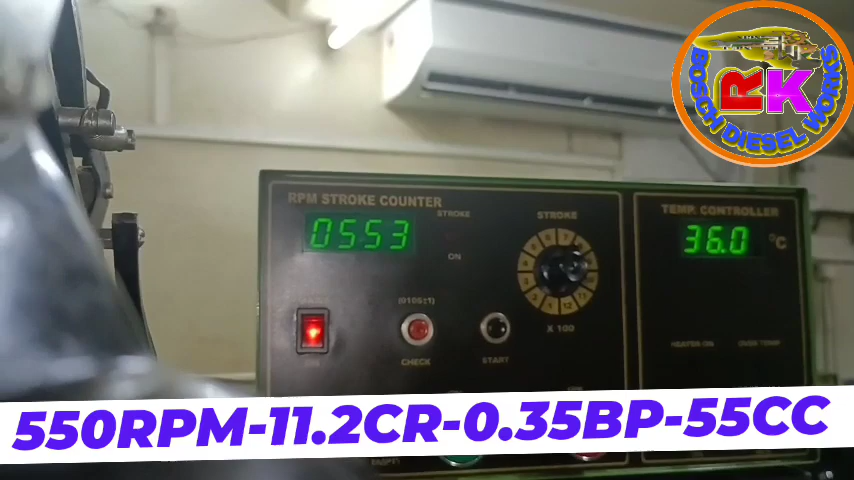 RK
BOSCH DIESEL WORKS
RPM STROKE COUNTER
STROKE
STROKE
TEMP. CONTROLLER
0553
36.0 °C
ON
(0105±1)
X 100
CHECK
START
HEATER ON
OVER TEMP
550RPM-11.2CR-0.35BP-55CC